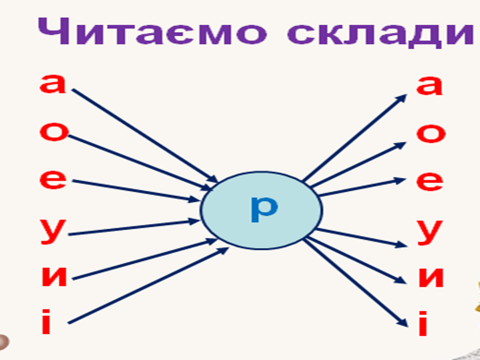 Читаємо склади
а а
о о
е р е
у у
и и
і і